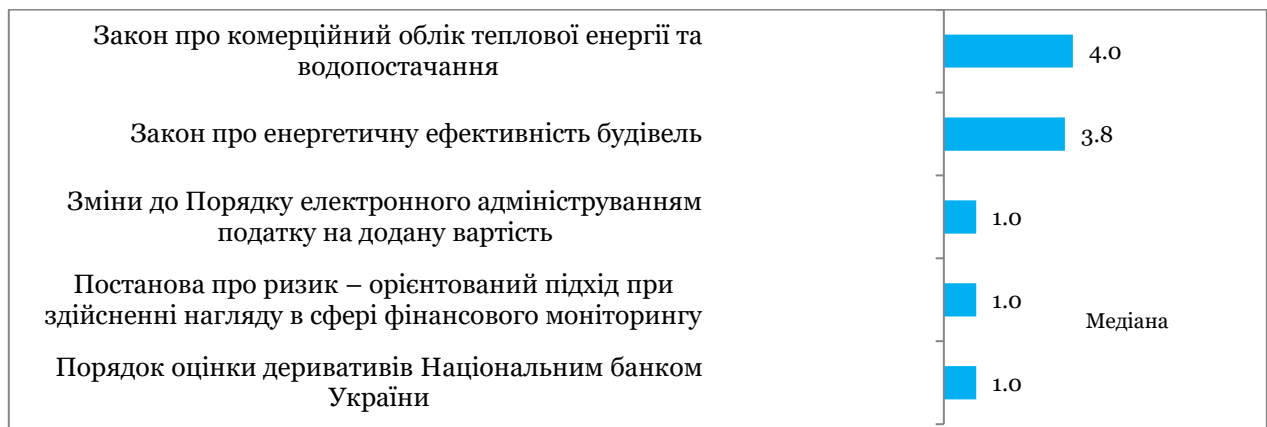 Закон про комерційний облік теплової енергії та
водопостачання
4.0
Закон про енергетичну ефективність будівель
3.8
Зміни до Порядку електронного адмініструванням
податку на додану вартість
1.0
Постанова про ризик – орієнтований підхід при
здійсненні нагляду в сфері фінансового моніторингу
1.0
Медіана
Порядок оцінки деривативів Національним банком
України
1.0